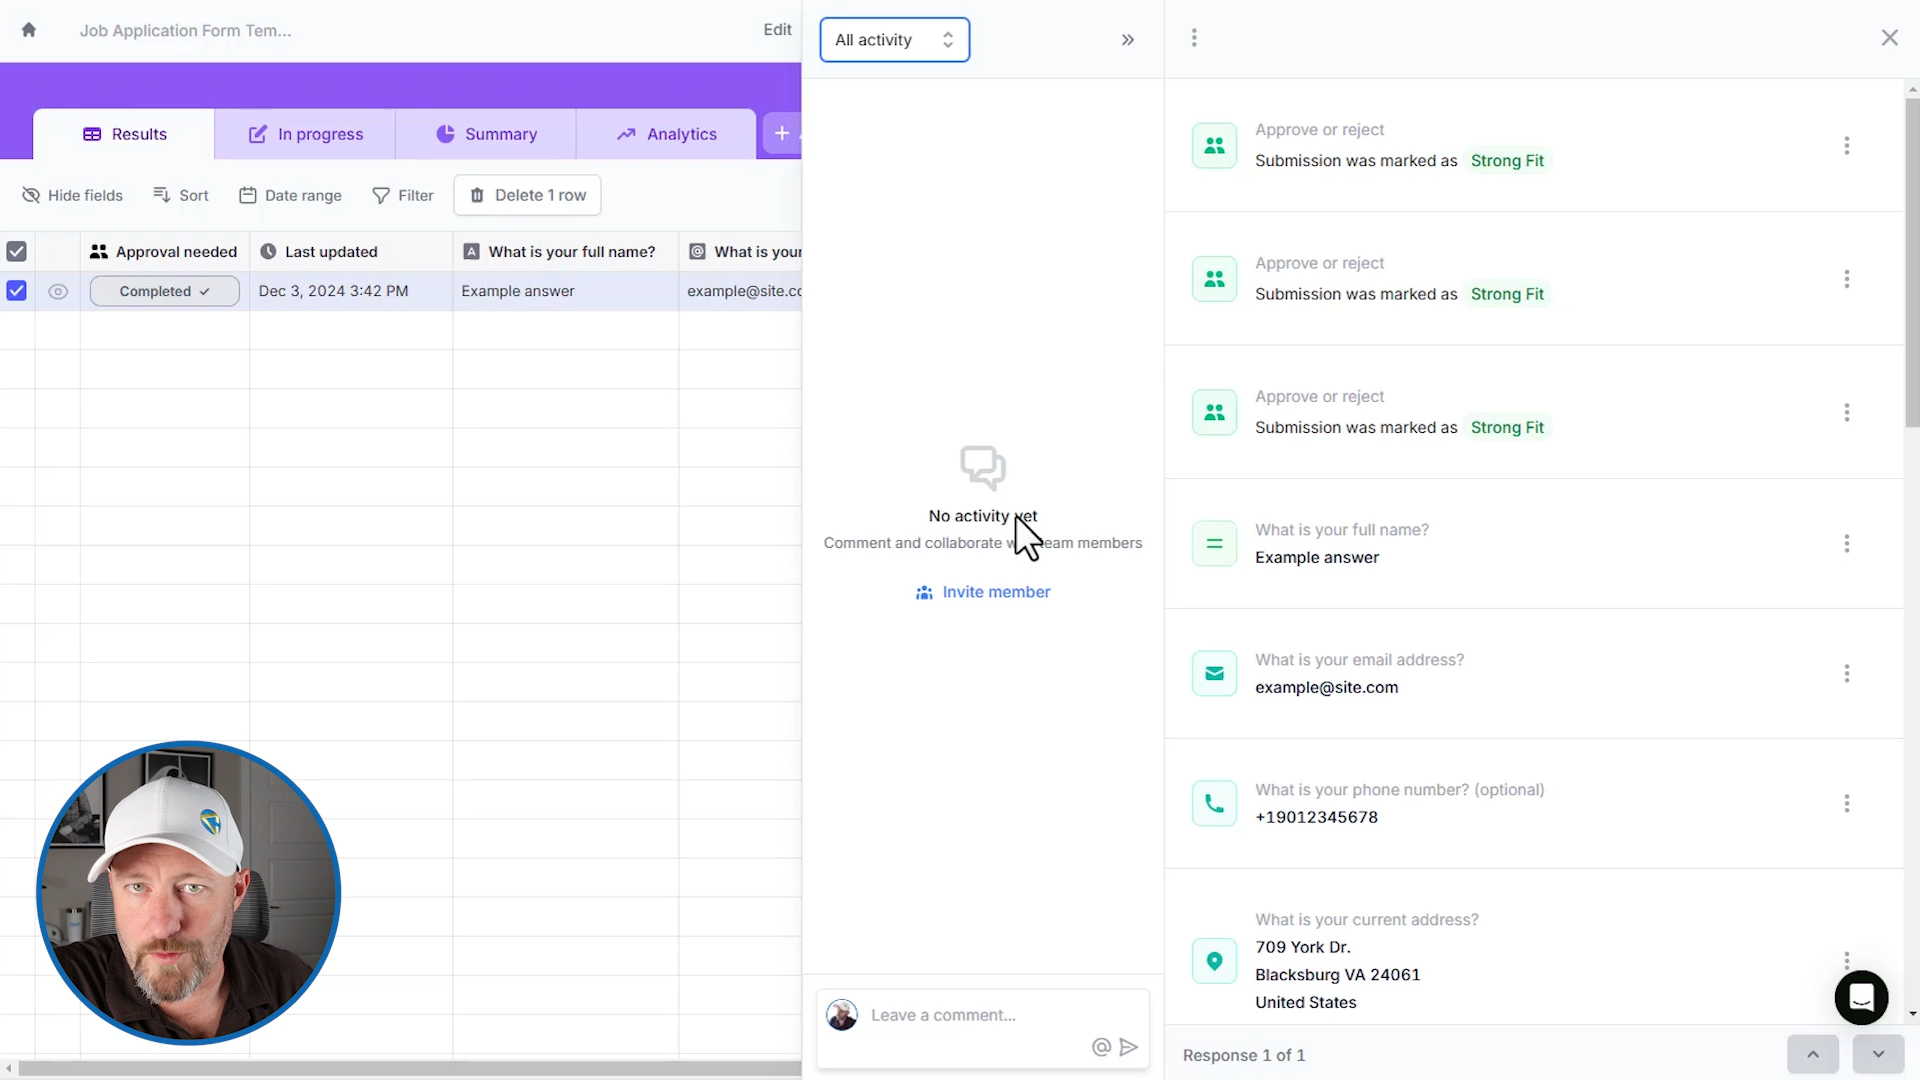 Job Application Form Tem...
Edit
Results
In progress
Summary
Analytics
Hide fields
Sort
Date range
Filter
Delete 1 row
Approval needed
Last updated
What is your full name?
What is your
Completed
Dec 3, 2024 3:42 PM
Example answer
example@site.co
All activity
No activity yet
Comment and collaborate w team members
Invite member
Leave a comment...
Approve or reject
Submission was marked as Strong Fit
Approve or reject
Submission was marked as Strong Fit
Approve or reject
Submission was marked as Strong Fit
What is your full name?
Example answer
What is your email address?
example@site.com
What is your phone number? (optional)
+19012345678
What is your current address?
709 York Dr.
Blacksburg VA 24061
United States
Response 1 of 1